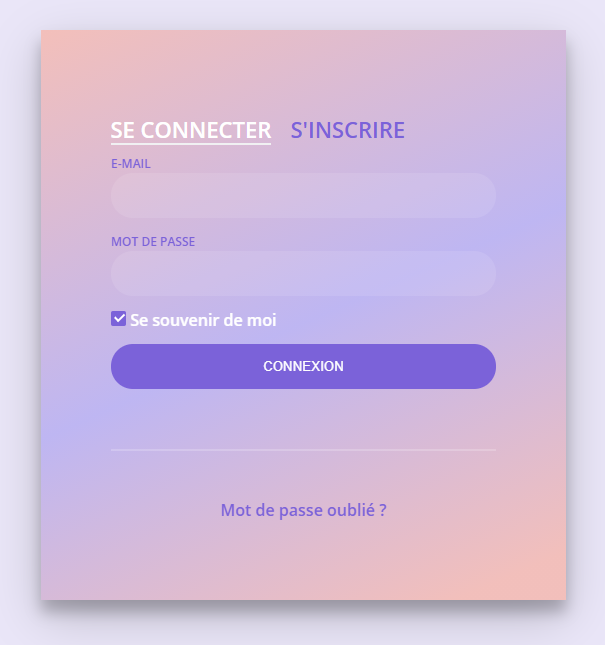 SE CONNECTER S'INSCRIRE
E-MAIL
MOT DE PASSE
Se souvenir de moi
CONNEXION
Mot de passe oublié ?